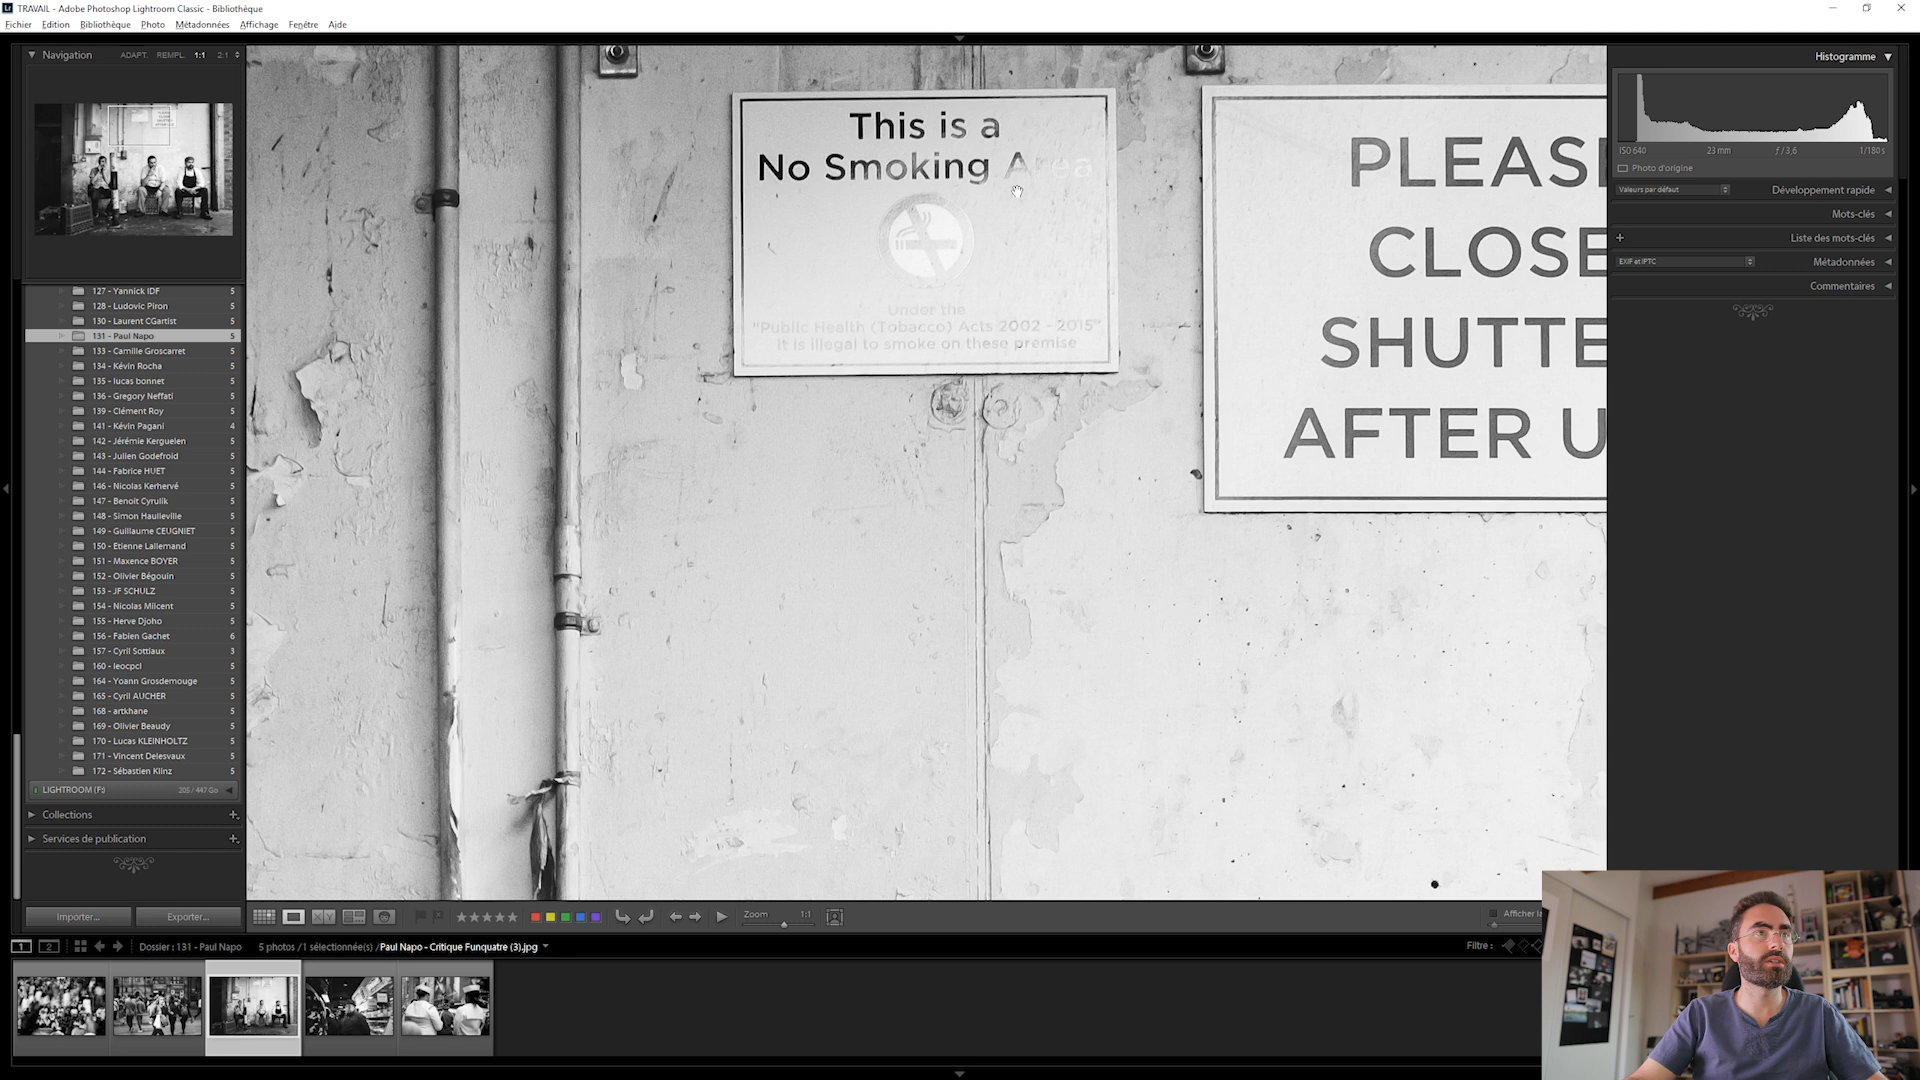 Lr TRAVAIL - Adobe Photoshop Lightroom Classic - Bibliothèque
Fichier Edition Bibliothèque Photo Métadonnées Affichage Fenêtre Aide
Navigation ADAPT. REMPL. 1:1 2:1
127 - Yannick IDF 5
128 - Ludovic Piron 5
130 - Laurent CGartist 5
131 - Paul Napo 5
133 - Camille Groscarret 5
134 - Kévin Rocha 5
135 - lucas bonnet 5
136 - Gregory Neffati 5
139 - Clément Roy 5
141 - Kévin Pagani 4
142 - Jérémie Kerguelen 5
143 - Julien Godefroid 5
144 - Fabrice HUET 5
146 - Nicolas Kerhervé 5
147 - Benoit Cyrulik 5
148 - Simon Haulleville 5
149 - Guillaume CEUGNIET 5
150 - Etienne Lallemand 5
151 - Maxence BOYER 5
152 - Olivier Bégouin 5
153 - JF SCHULZ 5
154 - Nicolas Milcent 5
155 - Herve Djoho 5
156 - Fabien Gachet 6
157 - Cyril Sottiaux 3
160 - leocpcl 5
164 - Yoann Grosdemouge 5
165 - Cyril AUCHER 5
168 - artkhane 5
169 - Olivier Beaudy 5
170 - Lucas KLEINHOLTZ 5
171 - Vincent Delesvaux 5
172 - Sébastien Klinz 5
LIGHTROOM (F:) 205 / 447 Go
Collections
Services de publication
Importer... Exporter...
This is a
No Smoking Area
Under the
"Public Health (Tobacco) Acts 2002 - 2015"
It is illegal to smoke on these premise
PLEAS
CLOSE
SHUTTE
AFTER U
Histogramme
ISO 640 23 mm ƒ / 3,6 1/180 s
Photo d'origine
Valeurs par défaut Développement rapide
Mots-clés
Liste des mots-clés
EXIF et IPTC Métadonnées
Commentaires
XY Zoom 1:1 Afficher la
1 2 Dossier : 131 - Paul Napo 5 photos / 1 sélectionnée(s) / Paul Napo - Critique Funquatre (3).jpg Filtre :